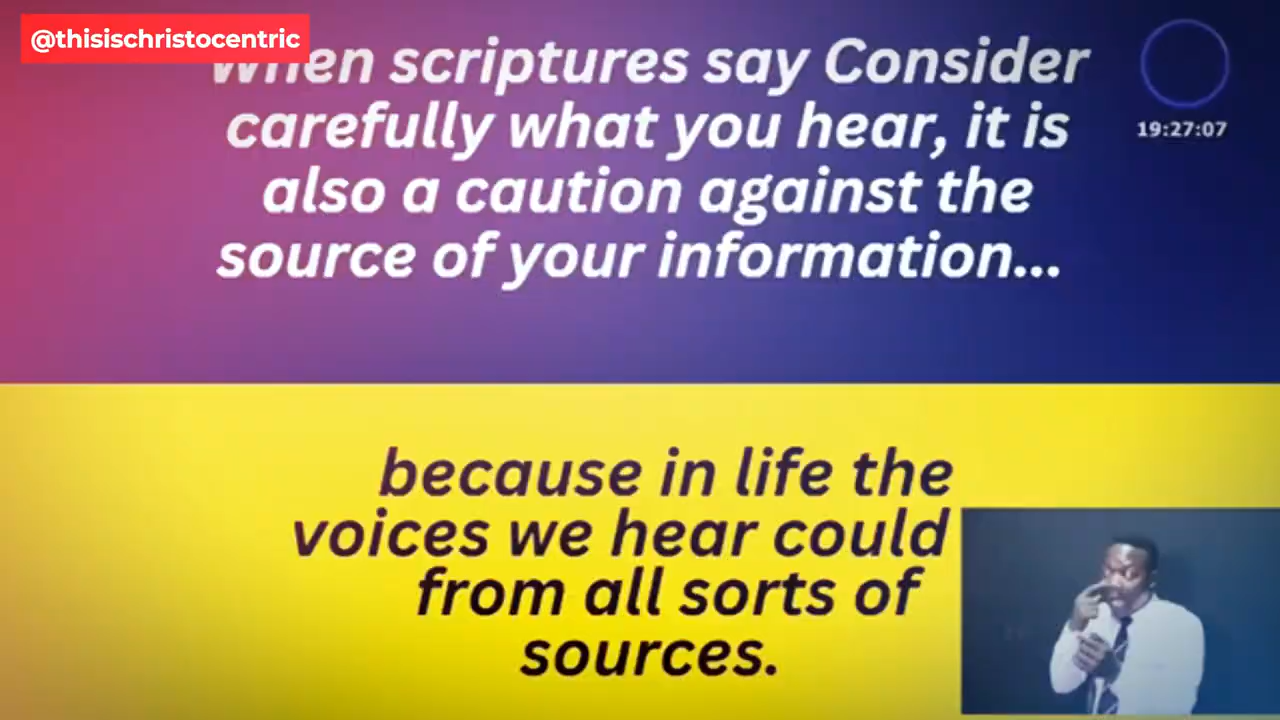 @thisischristocentric
When scriptures say Consider
carefully what you hear, it is
also a caution against the
source of your information...
19:27:07
because in life the
voices we hear could
from all sorts of
sources.